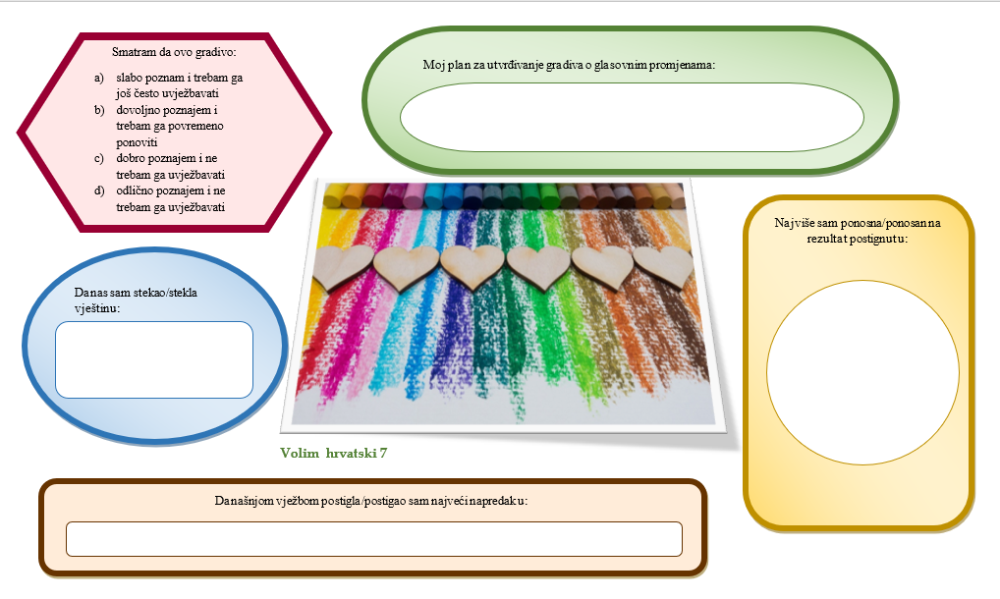 Smatram da ovo gradivo:
a) slabo poznam i trebam ga
još često uvježbavati
b) dovoljno poznajem i
trebam ga povremeno
ponoviti
c) dobro poznajem i ne
trebam ga uvježbavati
d) odlično poznajem i ne
trebam ga uvježbavati
Moj plan za utvrđivanje gradiva o glasovnim promjenama:
Najviše sam ponosna/ponosan na
rezultat postignut u:
Danas sam stekao/stekla
vještinu:
Volim hrvatski 7
Današnjom vježbom postigla/postigao sam najveći napredak u: